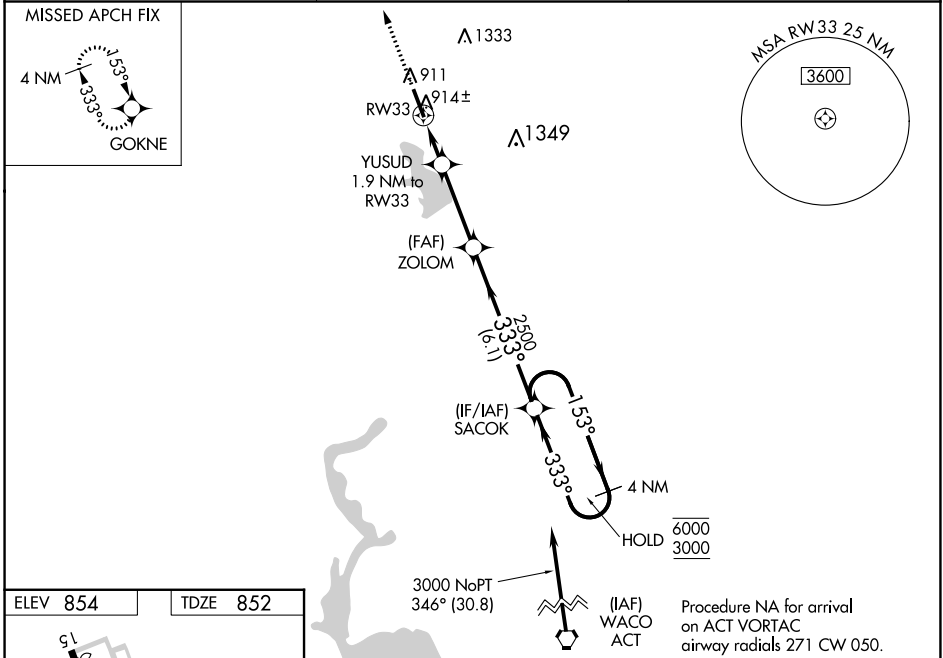 MISSED APCH FIX
4 NM
153°
333°
GOKNE
1333
911
914±
RW33
1349
MSA RW33 25 NM
3600
YUSUD
1.9 NM to
RW33
(FAF)
ZOLOM
2500
333°
(6.1)
(IF/IAF)
SACOK
153°
333°
4 NM
HOLD
6000
3000
3000 NoPT
346° (30.8)
(IAF)
WACO
ACT
Procedure NA for arrival
on ACT VORTAC
airway radials 271 CW 050.
ELEV 854
TDZE 852
15